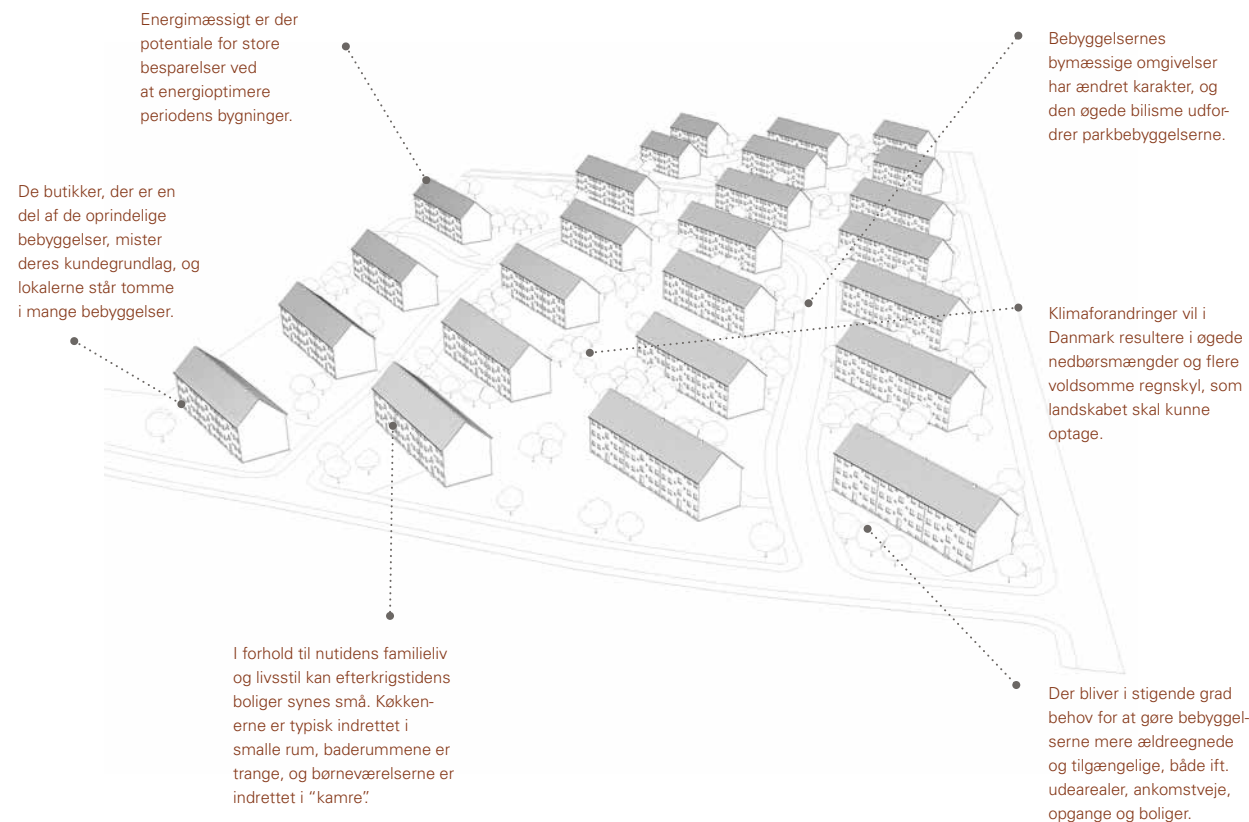 Energimæssigt er der
potentiale for store
besparelser ved
at energioptimere
periodens bygninger.
Bebyggelsernes
bymæssige omgivelser
har ændret karakter, og
den øgede bilisme udfor-
drer parkbebyggelserne.
De butikker, der er en
del af de oprindelige
bebyggelser, mister
deres kundegrundlag, og
lokalerne står tomme
i mange bebyggelser.
Klimaforandringer vil i
Danmark resultere i øgede
nedbørsmængder og flere
voldsomme regnskyl, som
landskabet skal kunne
optage.
I forhold til nutidens familieliv
og livsstil kan efterkrigstidens
boliger synes små. Køkken-
erne er typisk indrettet i
smalle rum, baderummene er
trange, og børneværelserne er
indrettet i “kamre”.
Der bliver i stigende grad
behov for at gøre bebyggel-
serne mere ældreegnede
og tilgængelige, både ift.
udearealer, ankomstveje,
opgange og boliger.